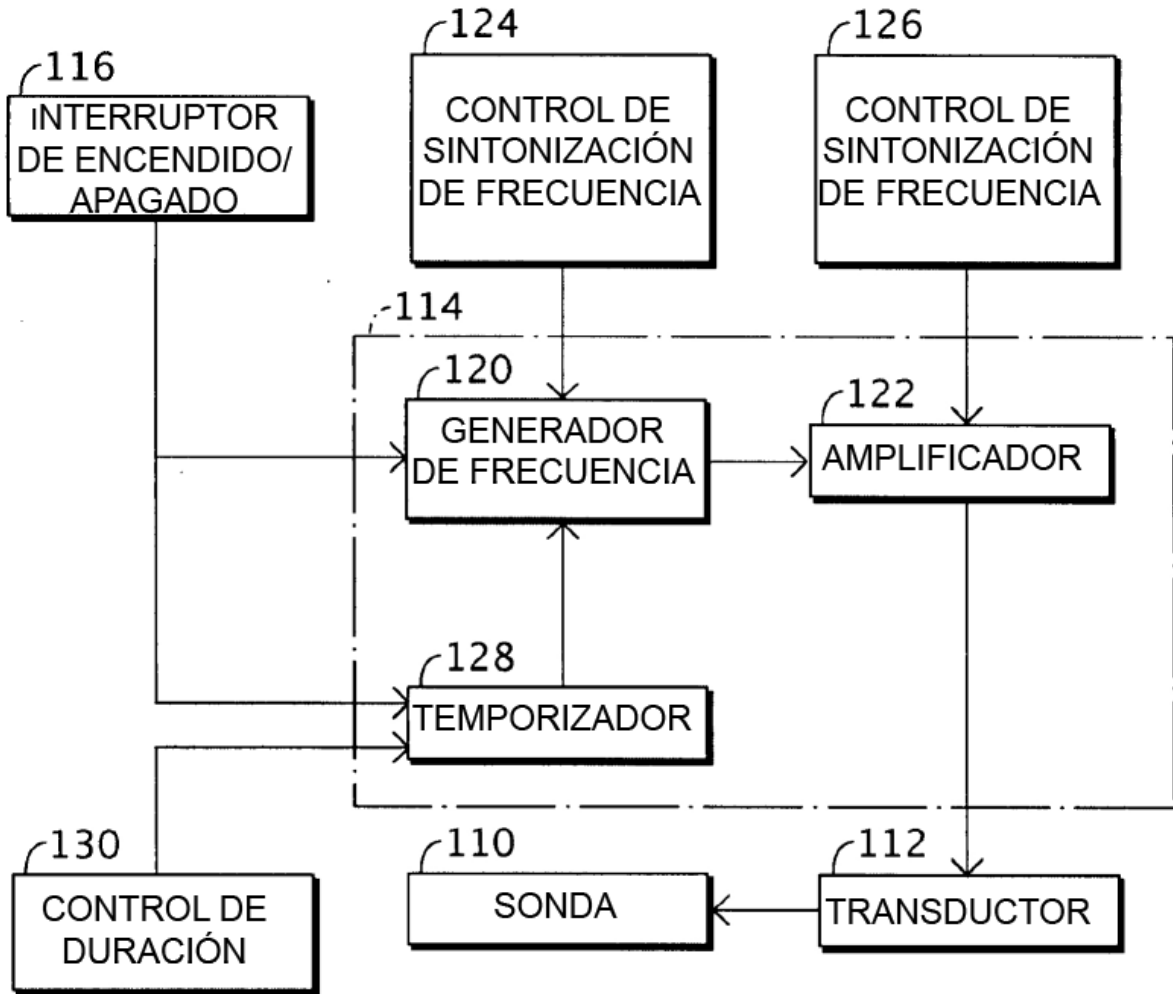 116
INTERRUPTOR
DE ENCENDIDO/
APAGADO
124
CONTROL DE
SINTONIZACIÓN
DE FRECUENCIA
126
CONTROL DE
SINTONIZACIÓN
DE FRECUENCIA
114
120
GENERADOR
DE FRECUENCIA
122
AMPLIFICADOR
128
TEMPORIZADOR
130
CONTROL DE
DURACIÓN
110
SONDA
112
TRANSDUCTOR